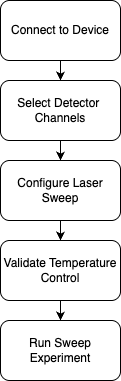 Connect to Device
Select Detector
Channels
Configure Laser
Sweep
Validate Temperature
Control
Run Sweep
Experiment